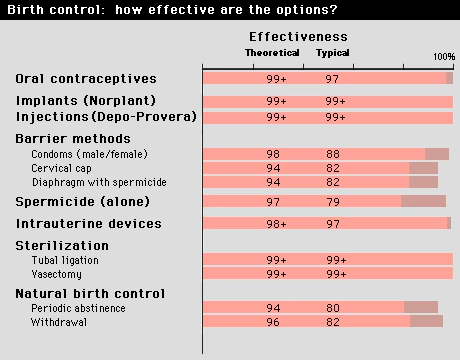 Birth control: how effective are the options?
Effectiveness
Theoretical Typical
100%
Oral contraceptives 99+ 97
Implants (Norplant) 99+ 99+
Injections (Depo-Provera) 99+ 99+
Barrier methods
Condoms (male/female) 98 88
Cervical cap 94 82
Diaphragm with spermicide 94 82
Spermicide (alone) 97 79
Intrauterine devices 98+ 97
Sterilization
Tubal ligation 99+ 99+
Vasectomy 99+ 99+
Natural birth control
Periodic abstinence 94 80
Withdrawal 96 82